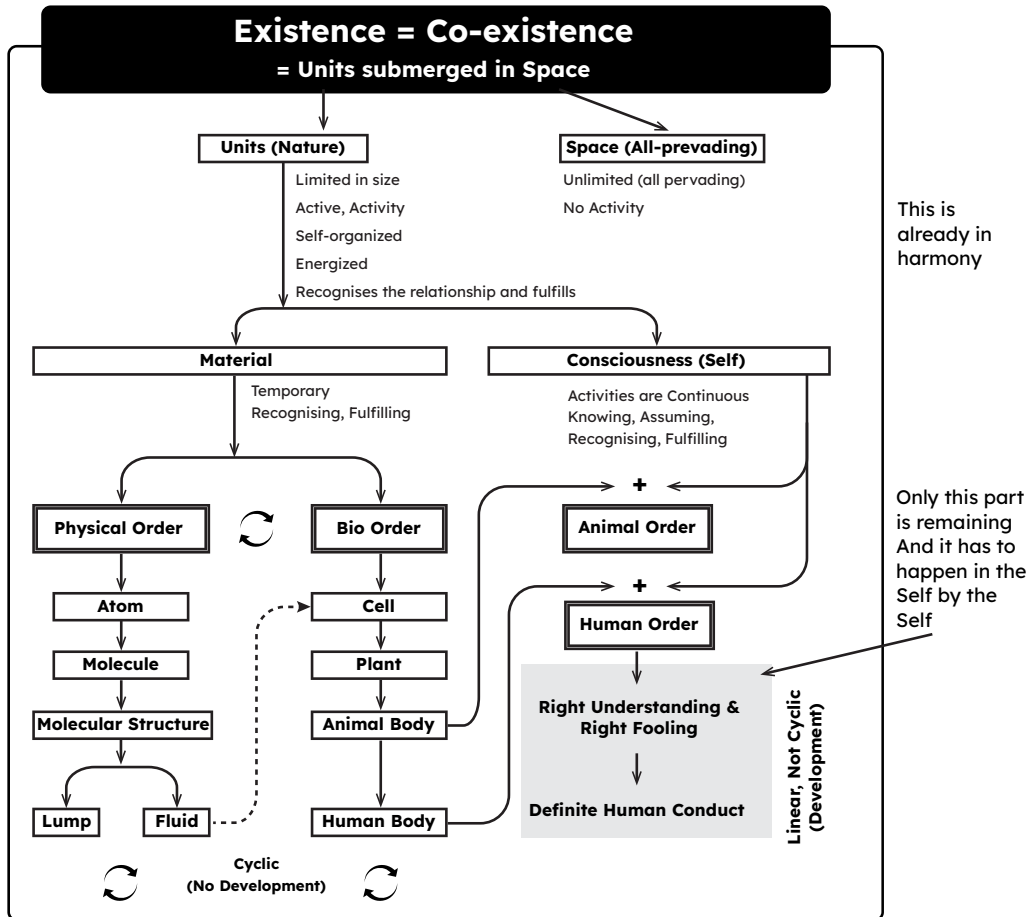 Existence = Co-existence
= Units submerged in Space
Units (Nature)
Limited in size
Active, Activity
Self-organized
Energized
Recognises the relationship and fulfills
Space (All-prevading)
Unlimited (all pervading)
No Activity
This is
already in
harmony
Material
Temporary
Recognising, Fulfilling
Consciousness (Self)
Activities are Continuous
Knowing, Assuming,
Recognising, Fulfilling
Physical Order
Bio Order
+
Animal Order
Only this part
is remaining
And it has to
happen in the
Self by the
Self
Atom
Cell
+
Human Order
Molecule
Plant
Molecular Structure
Animal Body
Right Understanding &
Right Fooling
Lump
Fluid
Human Body
Definite Human Conduct
Linear, Not Cyclic
(Development)
Cyclic
(No Development)